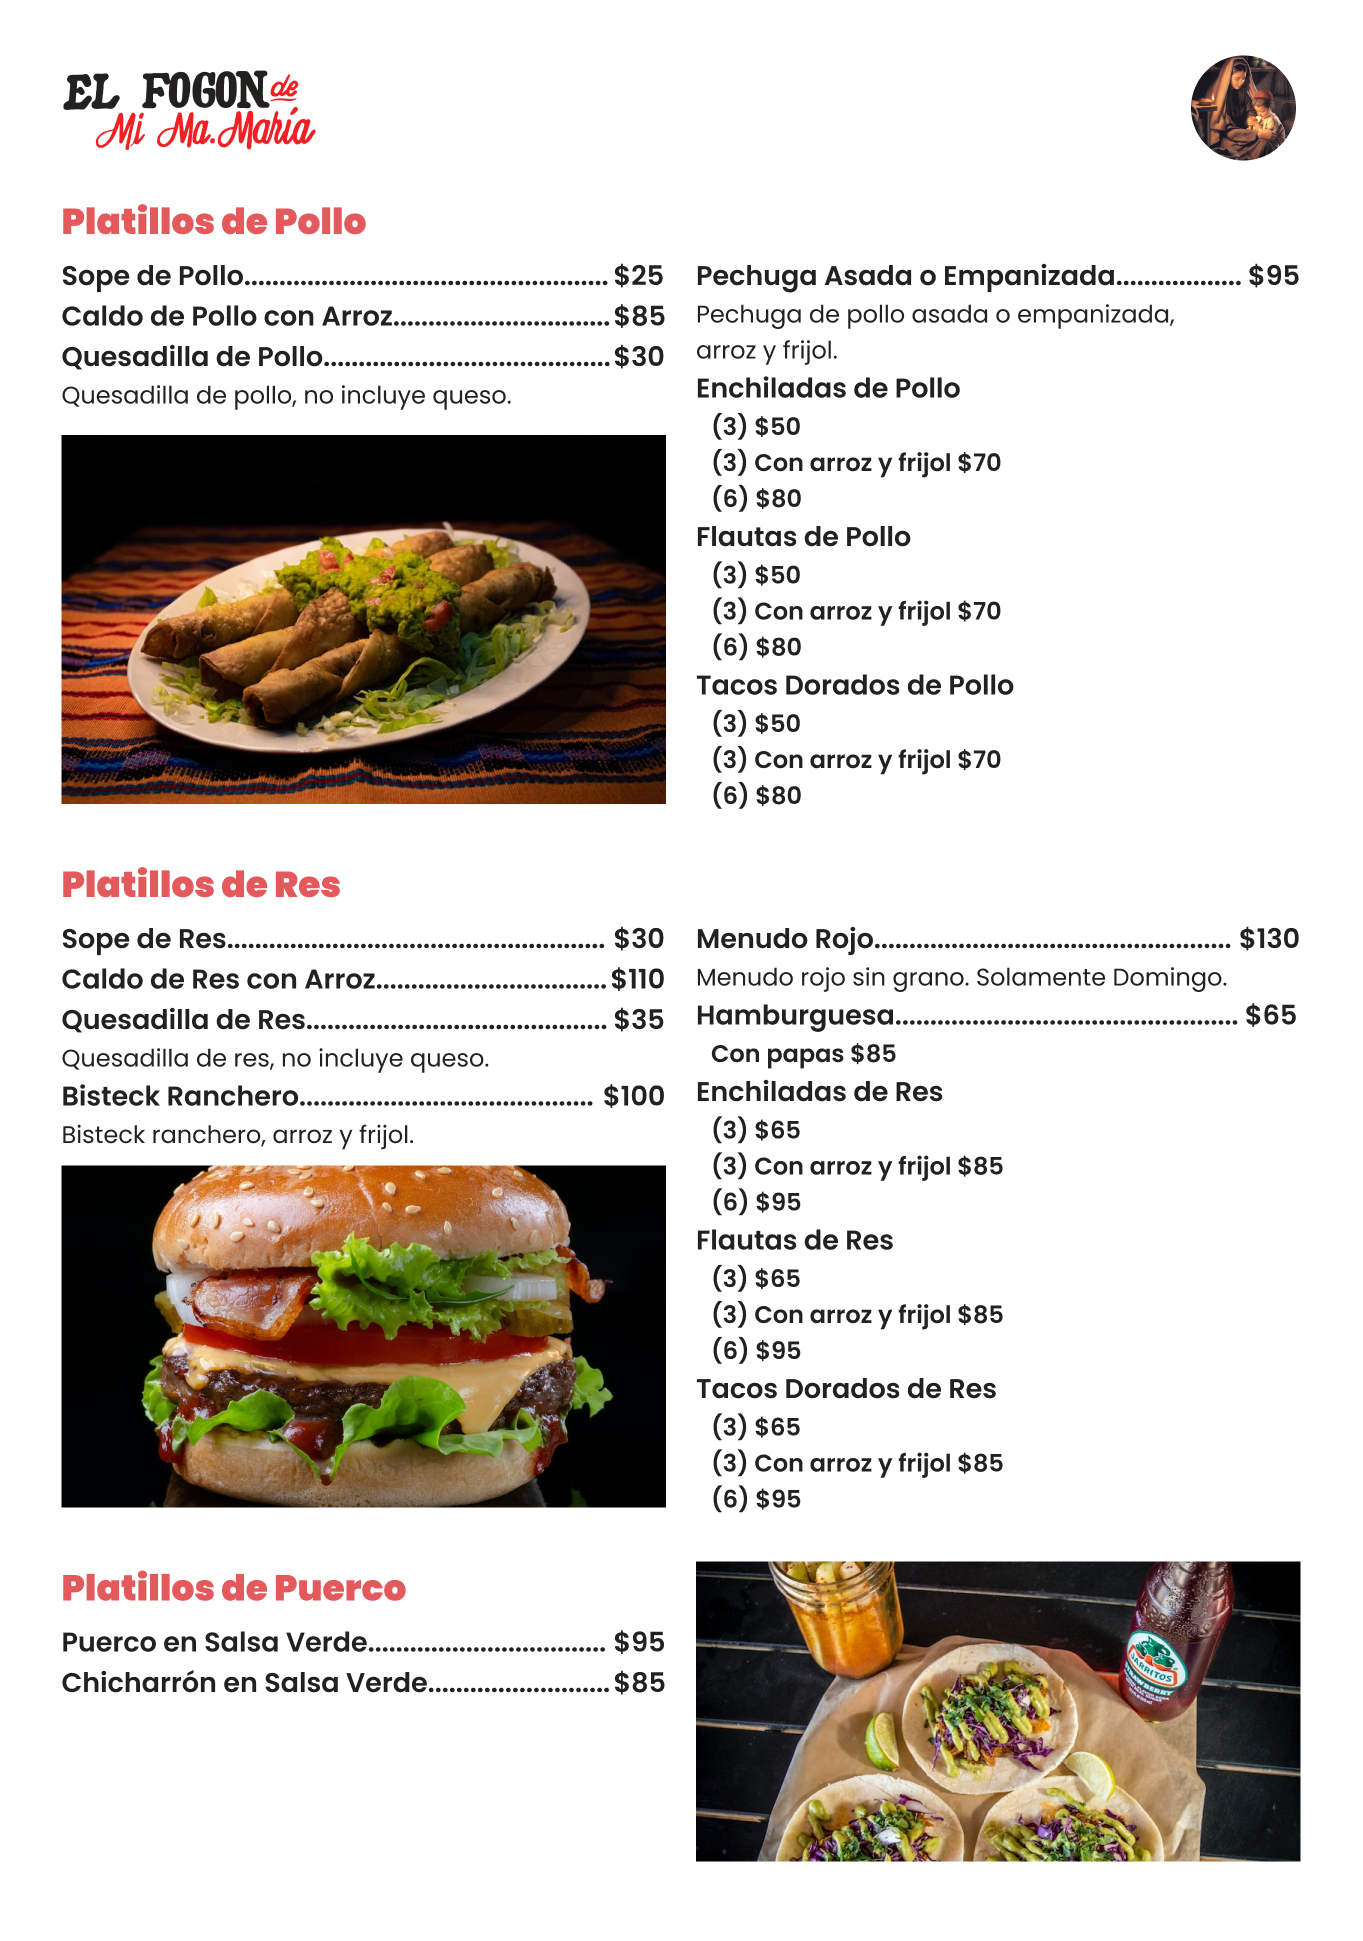 EL FOGON de
Mi Ma. María
Platillos de Pollo
Sope de Pollo.................................................... $25
Caldo de Pollo con Arroz............................... $85
Quesadilla de Pollo......................................... $30
Quesadilla de pollo, no incluye queso.
Pechuga Asada o Empanizada.................. $95
Pechuga de pollo asada o empanizada,
arroz y frijol.
Enchiladas de Pollo
(3) $50
(3) Con arroz y frijol $70
(6) $80
Flautas de Pollo
(3) $50
(3) Con arroz y frijol $70
(6) $80
Tacos Dorados de Pollo
(3) $50
(3) Con arroz y frijol $70
(6) $80
Platillos de Res
Sope de Res...................................................... $30
Caldo de Res con Arroz................................. $110
Quesadilla de Res........................................... $35
Quesadilla de res, no incluye queso.
Bisteck Ranchero.......................................... $100
Bisteck ranchero, arroz y frijol.
Menudo Rojo................................................... $130
Menudo rojo sin grano. Solamente Domingo.
Hamburguesa................................................. $65
Con papas $85
Enchiladas de Res
(3) $65
(3) Con arroz y frijol $85
(6) $95
Flautas de Res
(3) $65
(3) Con arroz y frijol $85
(6) $95
Tacos Dorados de Res
(3) $65
(3) Con arroz y frijol $85
(6) $95
Platillos de Puerco
Puerco en Salsa Verde.................................. $95
Chicharrón en Salsa Verde.......................... $85
JARRITOS
STRAWBERRY